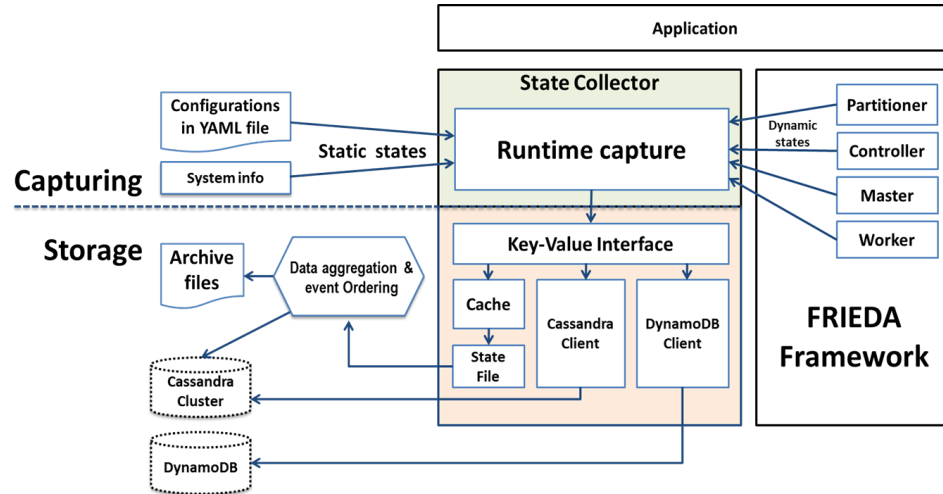 Application
State Collector
Configurations
in YAML file
System info
Static states
Runtime capture
Dynamic
states
Partitioner
Controller
Master
Worker
FRIEDA
Framework
Capturing
Storage
Key-Value Interface
Archive
files
Data aggregation &
event Ordering
Cache
State
File
Cassandra
Client
DynamoDB
Client
Cassandra
Cluster
DynamoDB